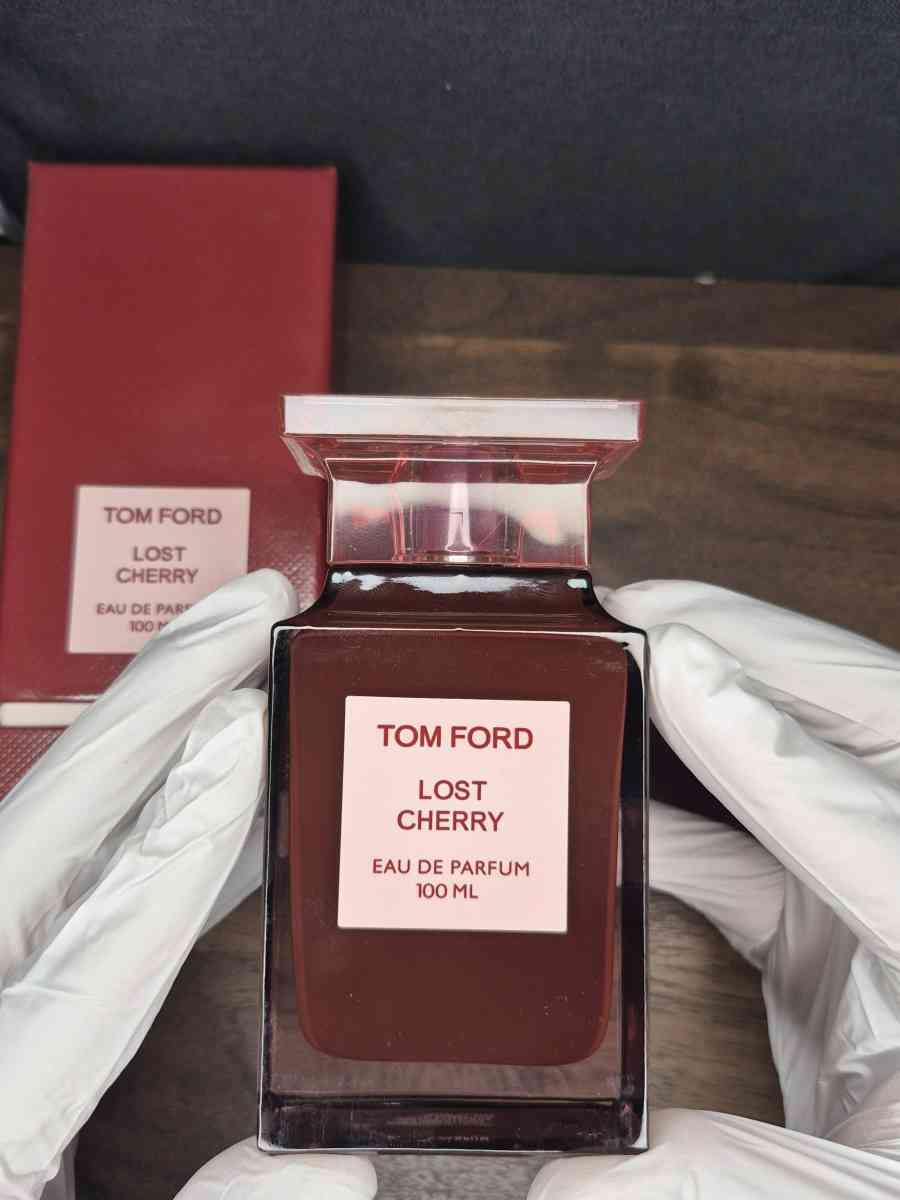 TOM FORD
LOST
CHERRY
EAU DE
100
TOM FORD
LOST
CHERRY
EAU DE PARFUM
100 ML